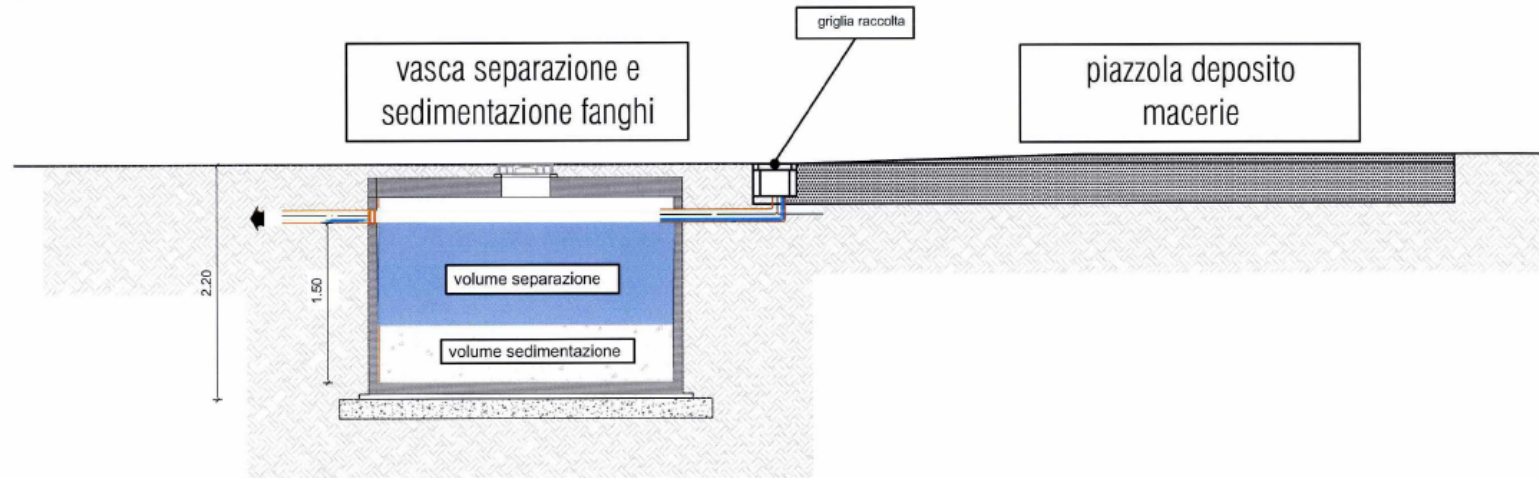 griglia raccolta
vasca separazione e
sedimentazione fanghi
piazzola deposito
macerie
2.20
1.50
volume separazione
volume sedimentazione